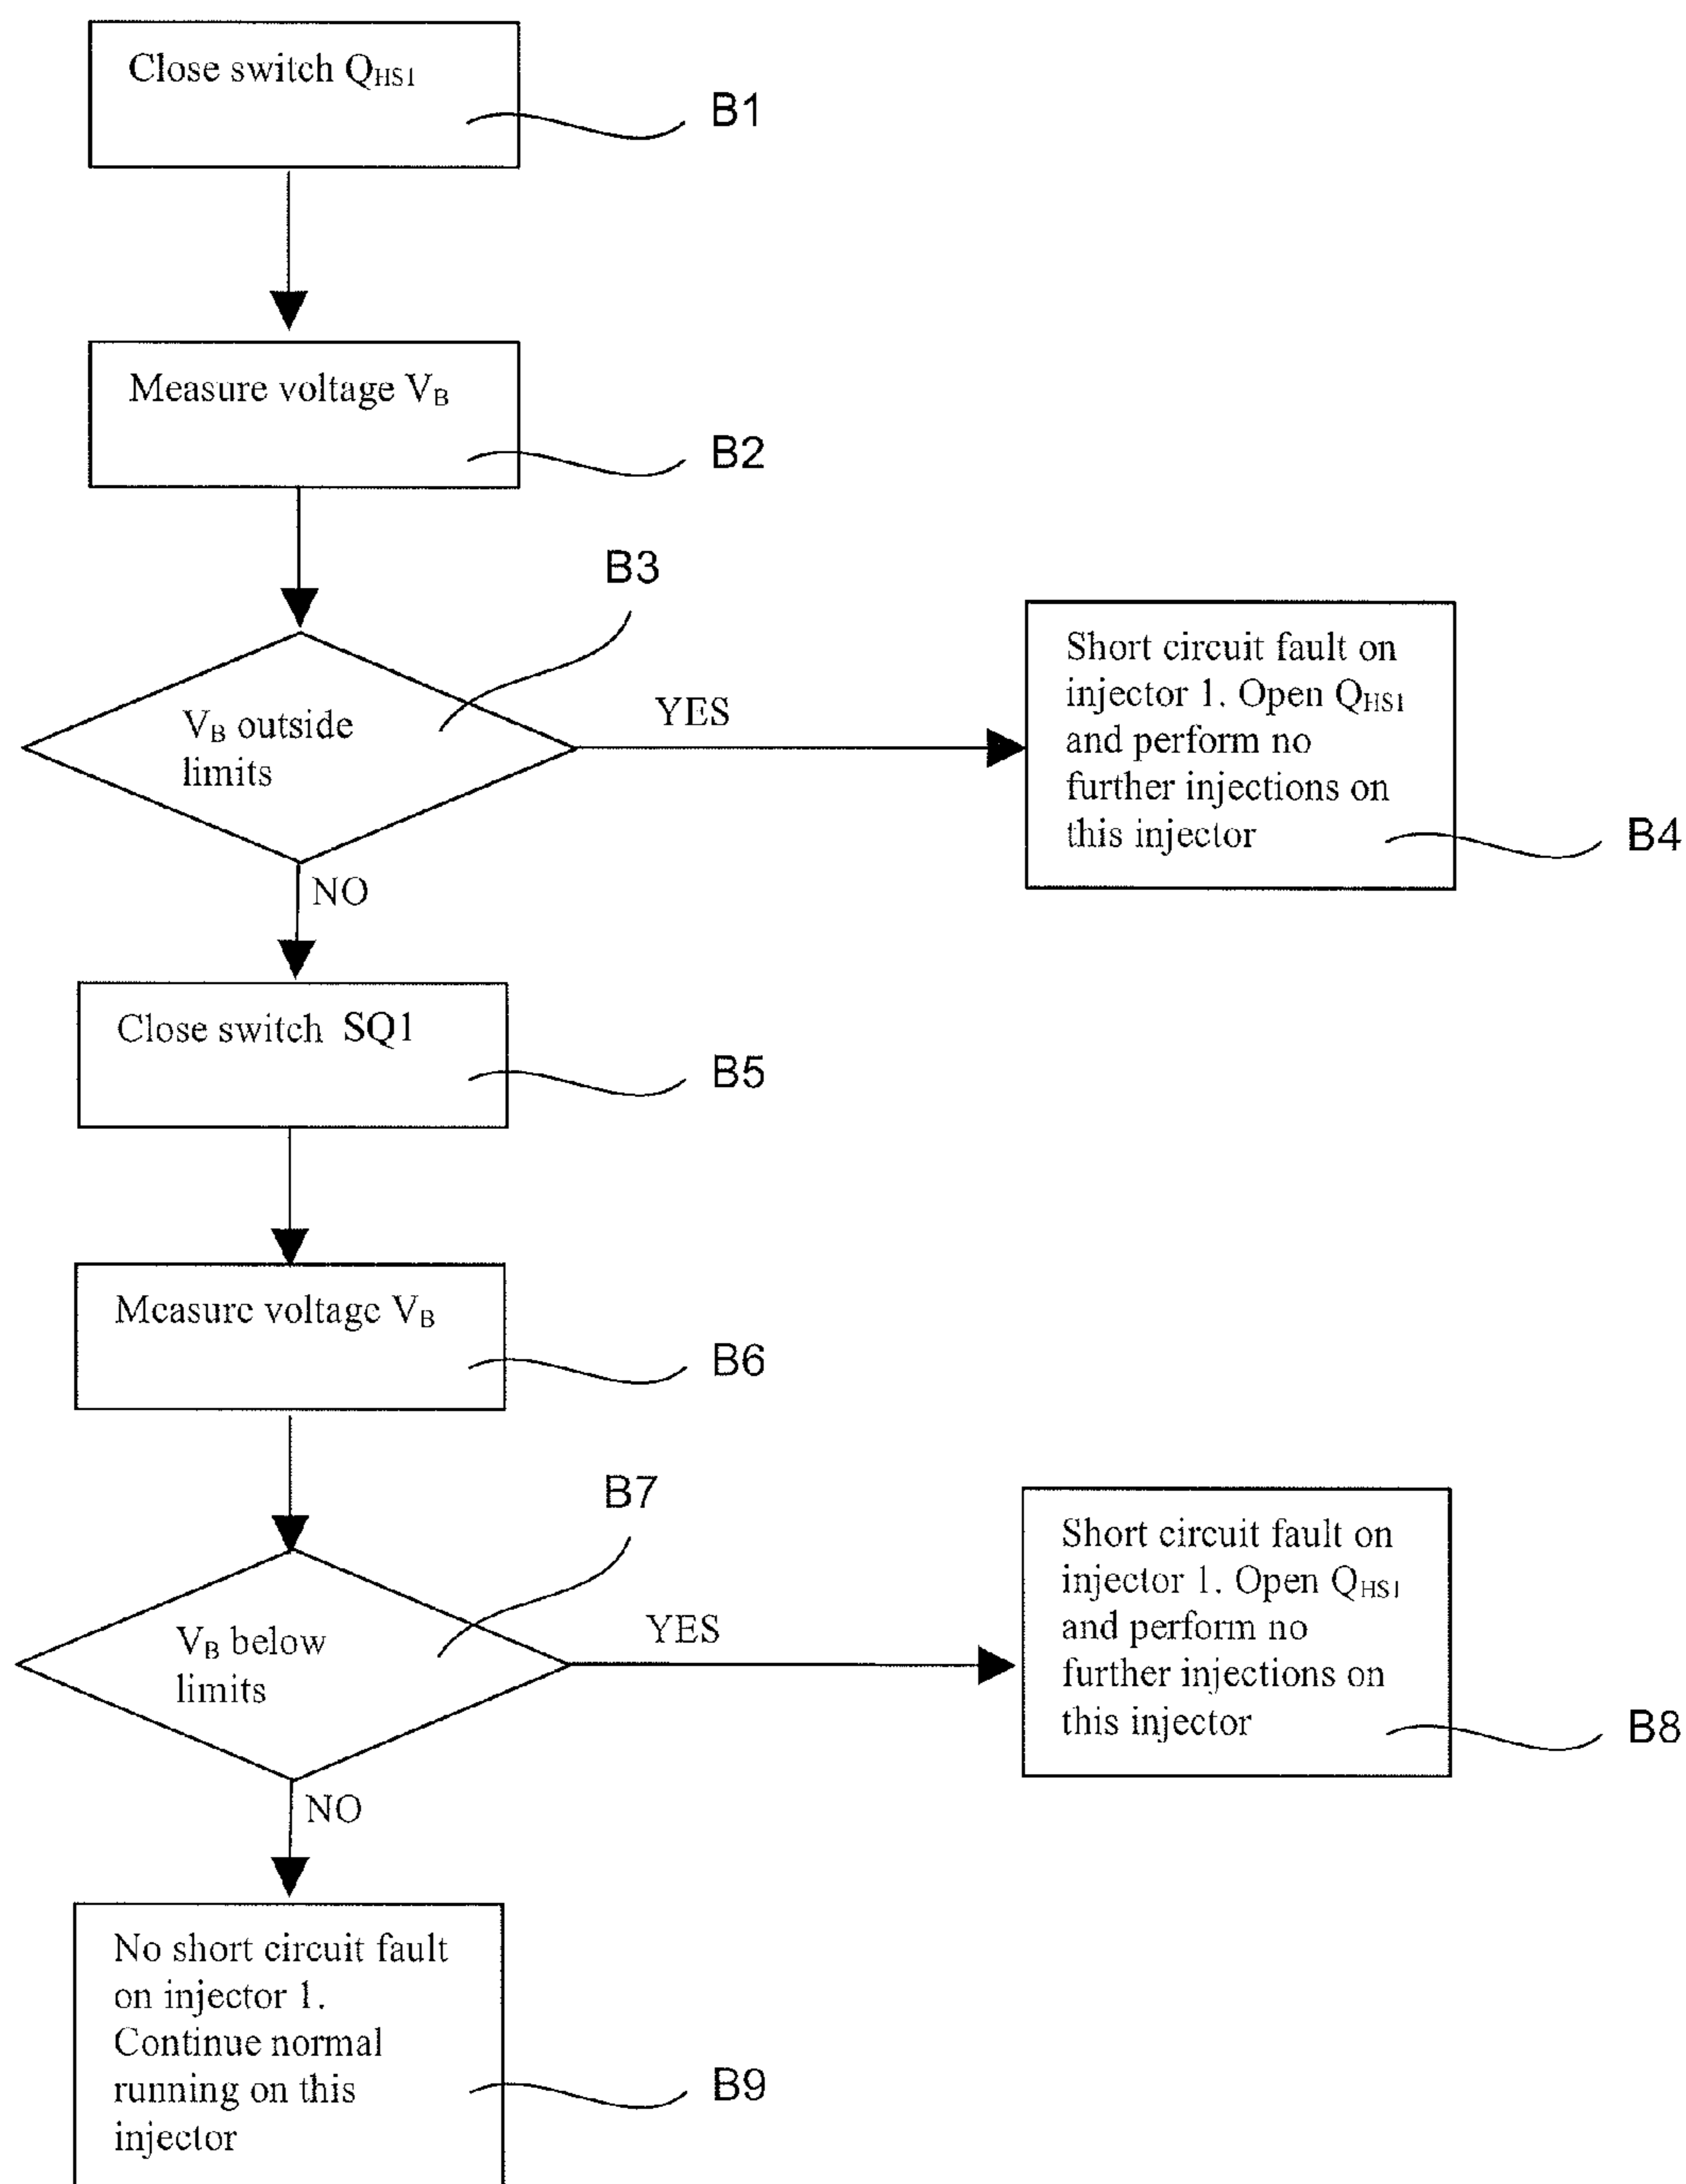 Close switch QHS1
B1
Measure voltage VB
B2
B3
VB outside
limits
YES
Short circuit fault on
injector 1. Open QHS1
and perform no
further injections on
this injector
B4
NO
Close switch SQ1
B5
Measure voltage VB
B6
B7
VB below
limits
YES
Short circuit fault on
injector 1. Open QHS1
and perform no
further injections on
this injector
B8
NO
No short circuit fault
on injector 1.
Continue normal
running on this
injector
B9